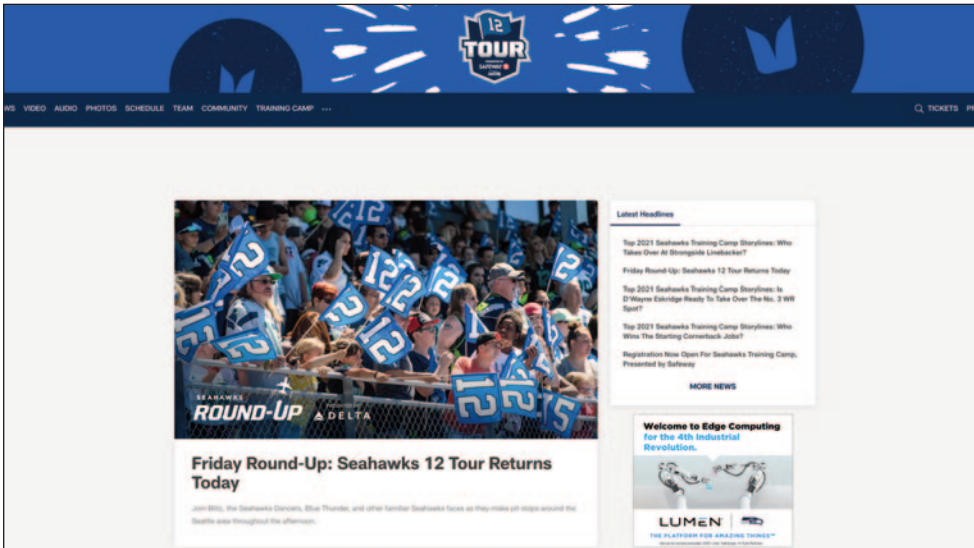 12
TOUR
PRESENTED BY
SAFEWAY
WS VIDEO AUDIO PHOTOS SCHEDULE TEAM COMMUNITY TRAINING CAMP ... TICKETS PR
SEAHAWKS
ROUND-UP
PRESENTED BY
DELTA
Friday Round-Up: Seahawks 12 Tour Returns
Today
Join Blitz, the Seahawks Dancers, Blue Thunder, and other familiar Seahawks faces as they make pit stops around the
Seattle area throughout the afternoon.
Latest Headlines
Top 2021 Seahawks Training Camp Storylines: Who
Takes Over At Strongside Linebacker?
Friday Round-Up: Seahawks 12 Tour Returns Today
Top 2021 Seahawks Training Camp Storylines: Is
D'Wayne Eskridge Ready To Take Over The No. 3 WR
Spot?
Top 2021 Seahawks Training Camp Storylines: Who
Wins The Starting Cornerback Jobs?
Registration Now Open For Seahawks Training Camp,
Presented by Safeway
MORE NEWS
Welcome to Edge Computing
for the 4th Industrial
Revolution.
LUMEN
THE PLATFORM FOR AMAZING THINGS™